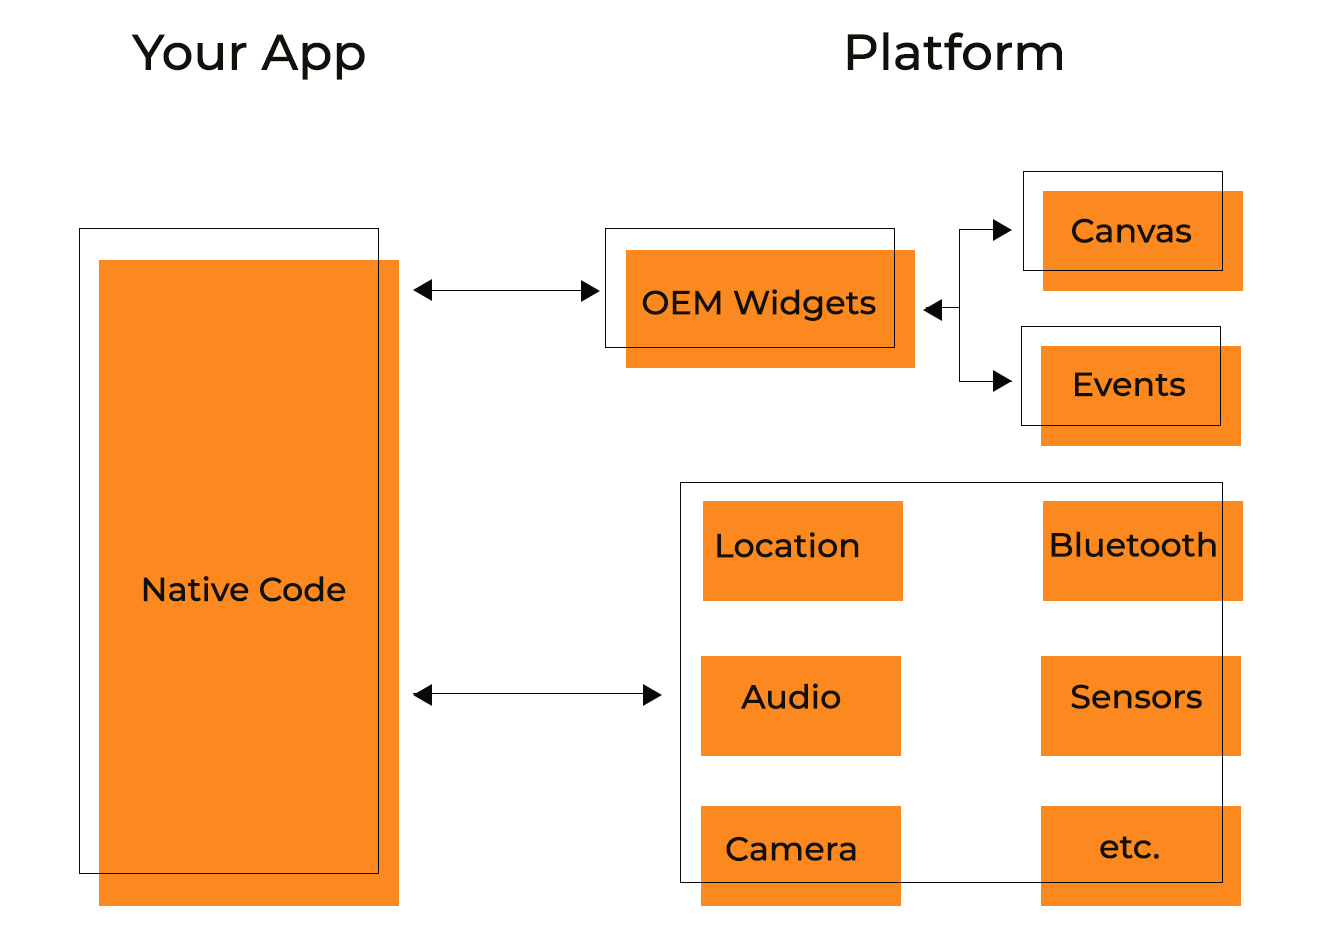 Your App
Platform
Native Code
OEM Widgets
Canvas
Events
Location
Bluetooth
Audio
Sensors
Camera
etc.